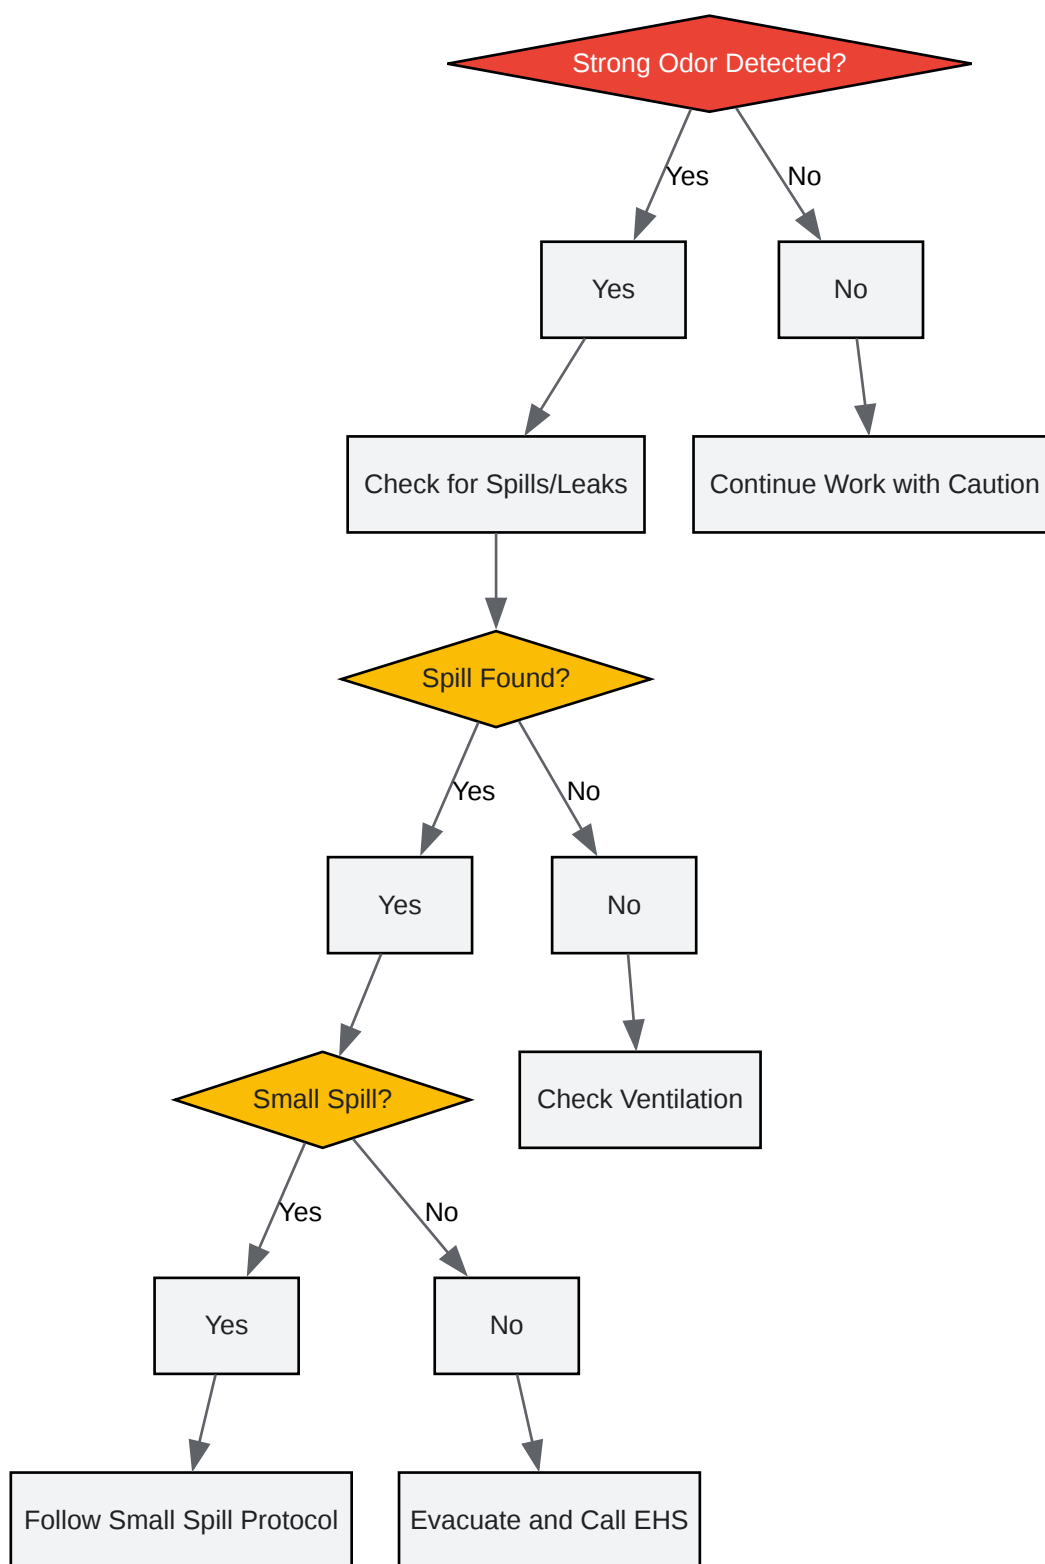 Strong Odor Detected?
Yes
No
Yes
No
Check for Spills/Leaks
Continue Work with Caution
Spill Found?
Yes
No
Yes
No
Small Spill?
Check Ventilation
Yes
No
Yes
No
Follow Small Spill Protocol
Evacuate and Call EHS